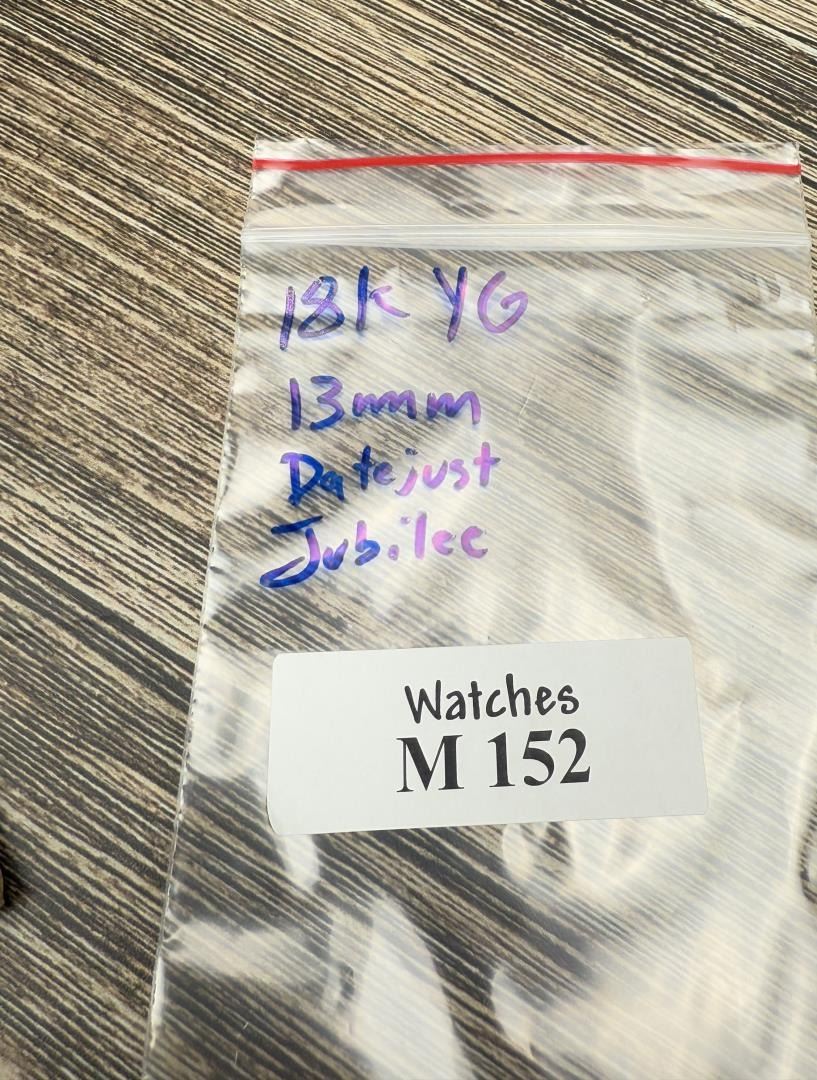 18k YG
13mm
Datejust
Jubilee
Watches
M 152